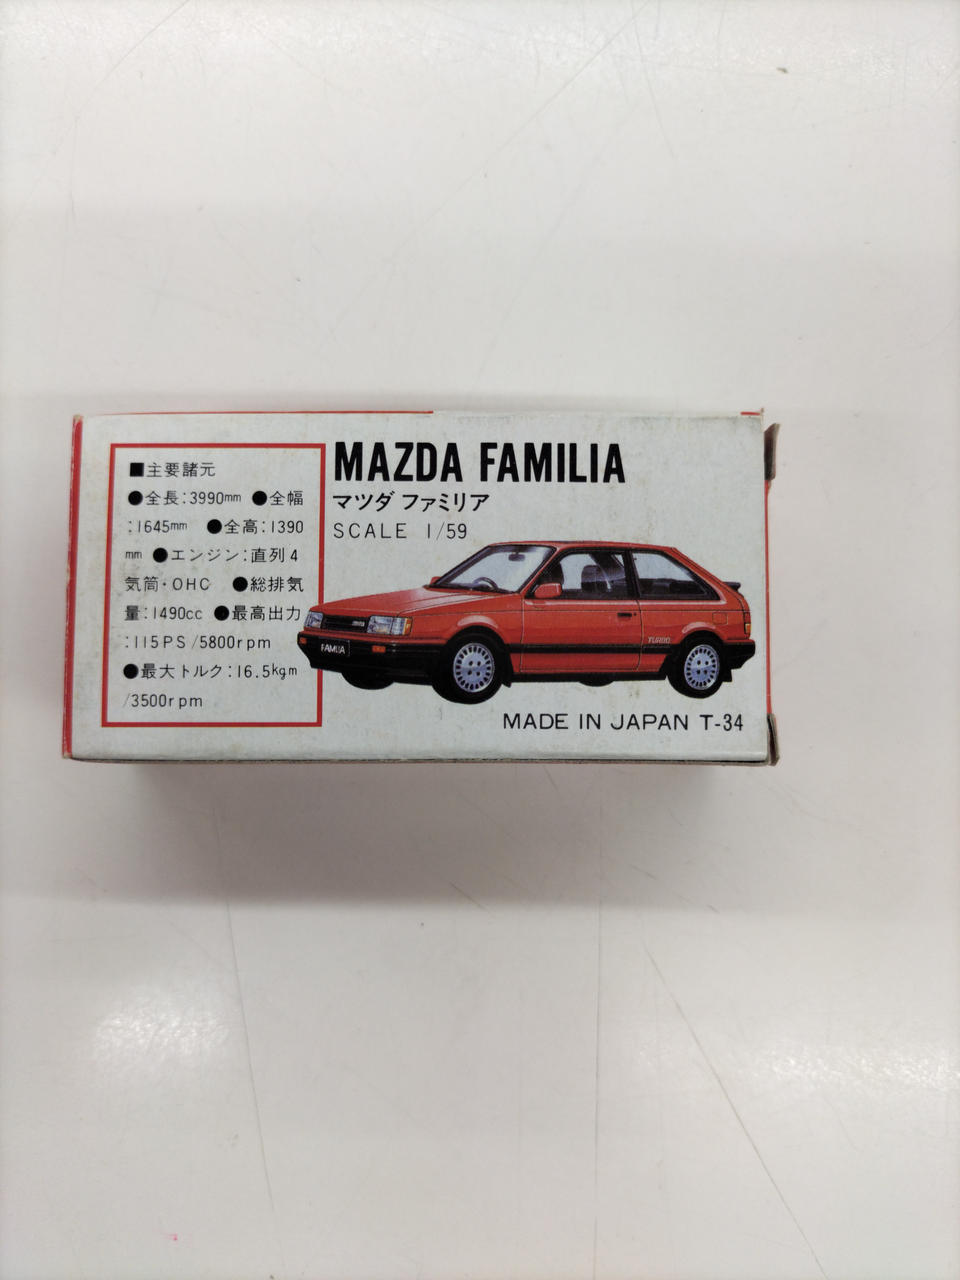 ■主要諸元
●全長:3990mm ●全幅
:1645mm ●全高:1390
mm ●エンジン:直列4
気筒・OHC ●総排気
量:1490cc ●最高出力
:115PS/5800rpm
●最大トルク:16.5kgm
/3500rpm
MAZDA FAMILIA
マツダ ファミリア
SCALE 1/59
TURBO
FAMILIA
MADE IN JAPAN T-34